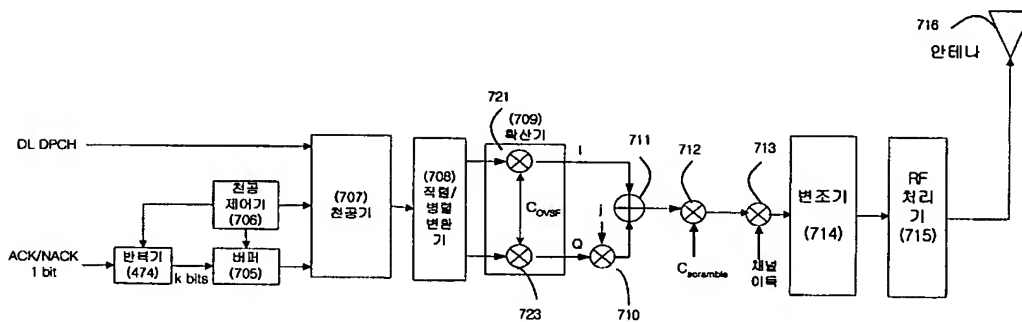 716
안테나
721
(709)
확산기
DL DPCH
I
711
712
713
(707)
천공기
(708)
직렬/
병렬
변환
기
천공
제어기
(706)
C_OVSF
j
변조기
(714)
RF
처리
기
(715)
ACK/NACK
1 bit
반복기
(474)
k bits
버퍼
(705)
Q
C_scramble
채널
이득
723
710